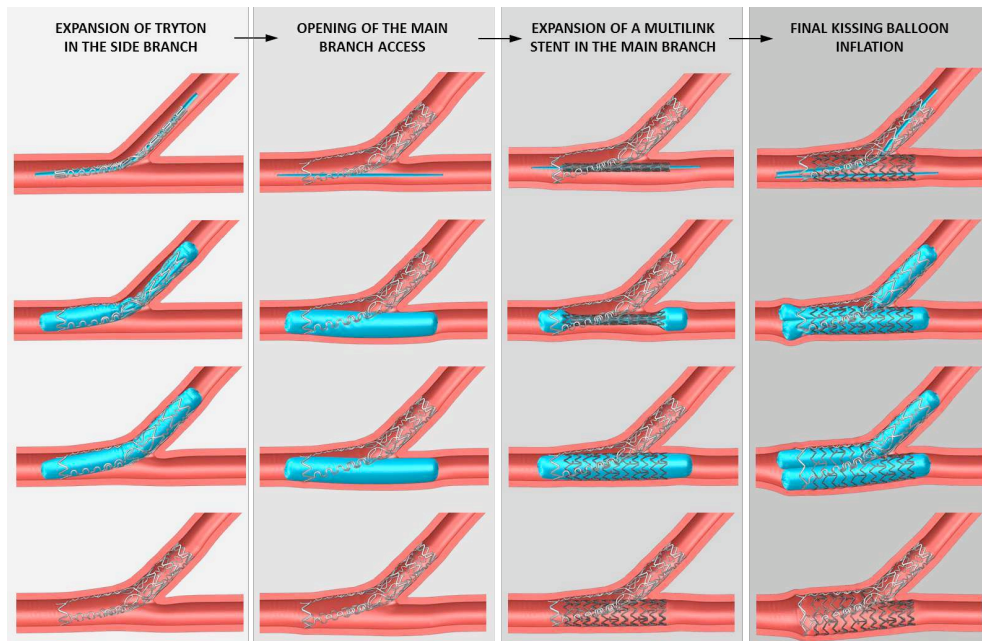 EXPANSION OF TRYTON
IN THE SIDE BRANCH
OPENING OF THE MAIN
BRANCH ACCESS
EXPANSION OF A MULTILINK
STENT IN THE MAIN BRANCH
FINAL KISSING BALLOON
INFLATION